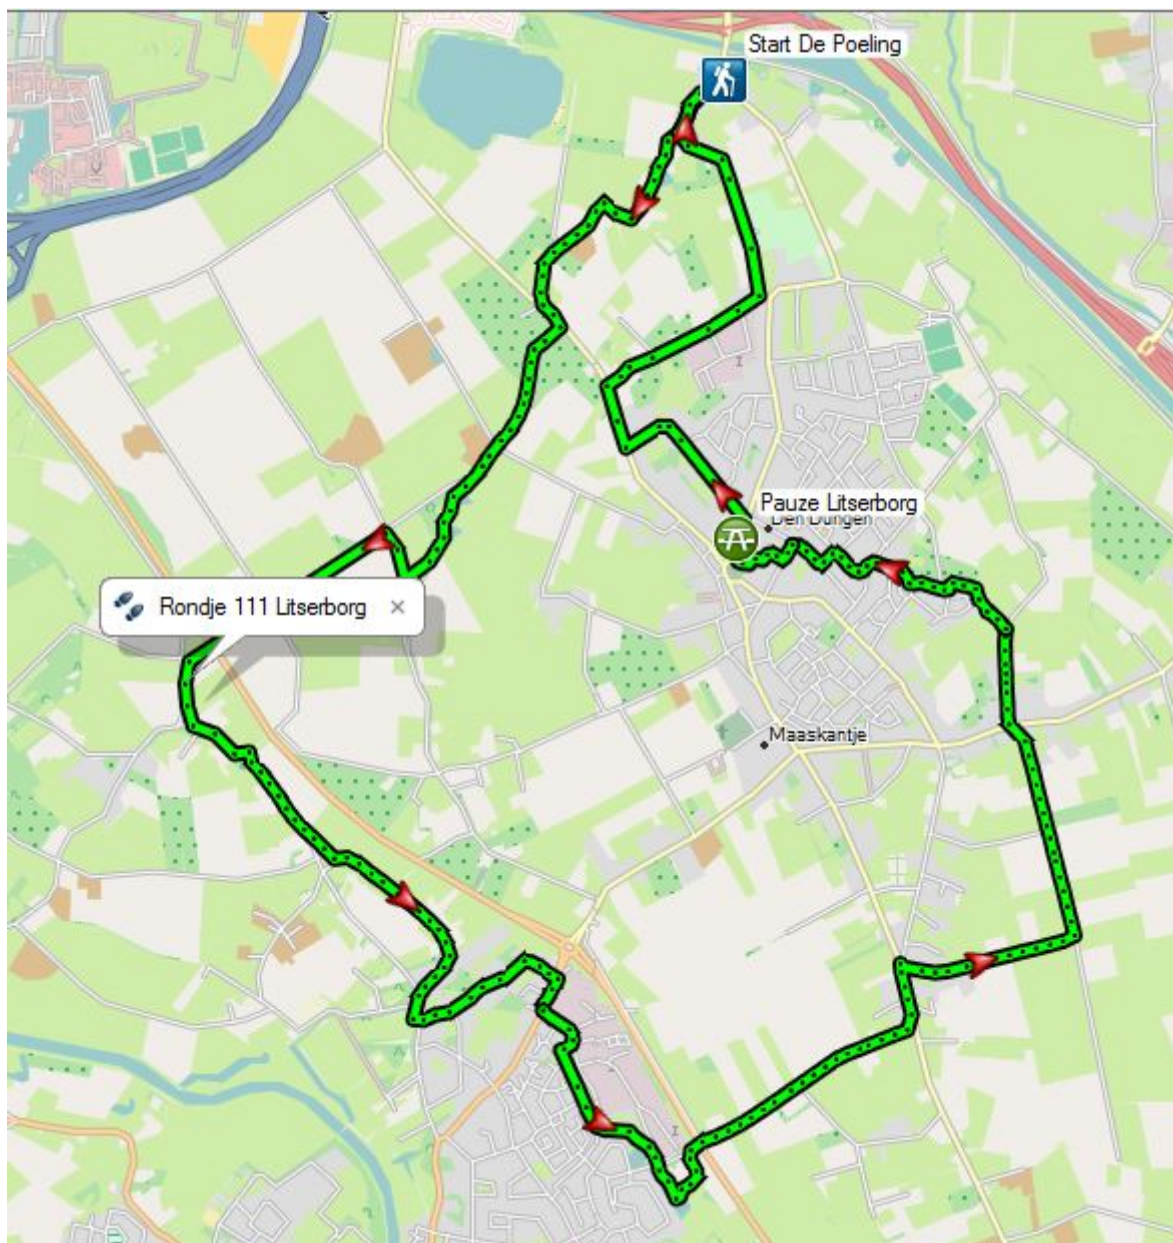 Start De Poeling
Pauze Litserborg
Den Dungen
Rondje 111 Litserborg
Maaskantje